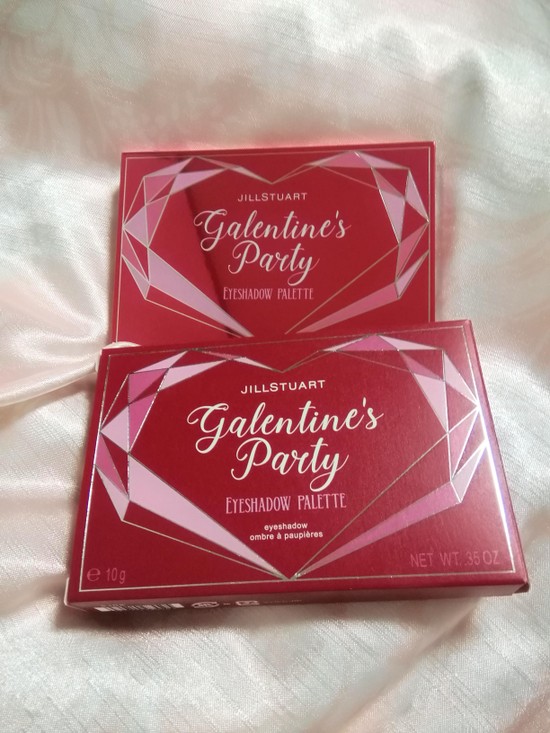 JILLSTUART
Galentine's
Party
EYESHADOW PALETTE
JILLSTUART
Galentine's
Party
EYESHADOW PALETTE
eyeshadow
ombre à paupières
℮ 10g
NET WT. .35 OZ.